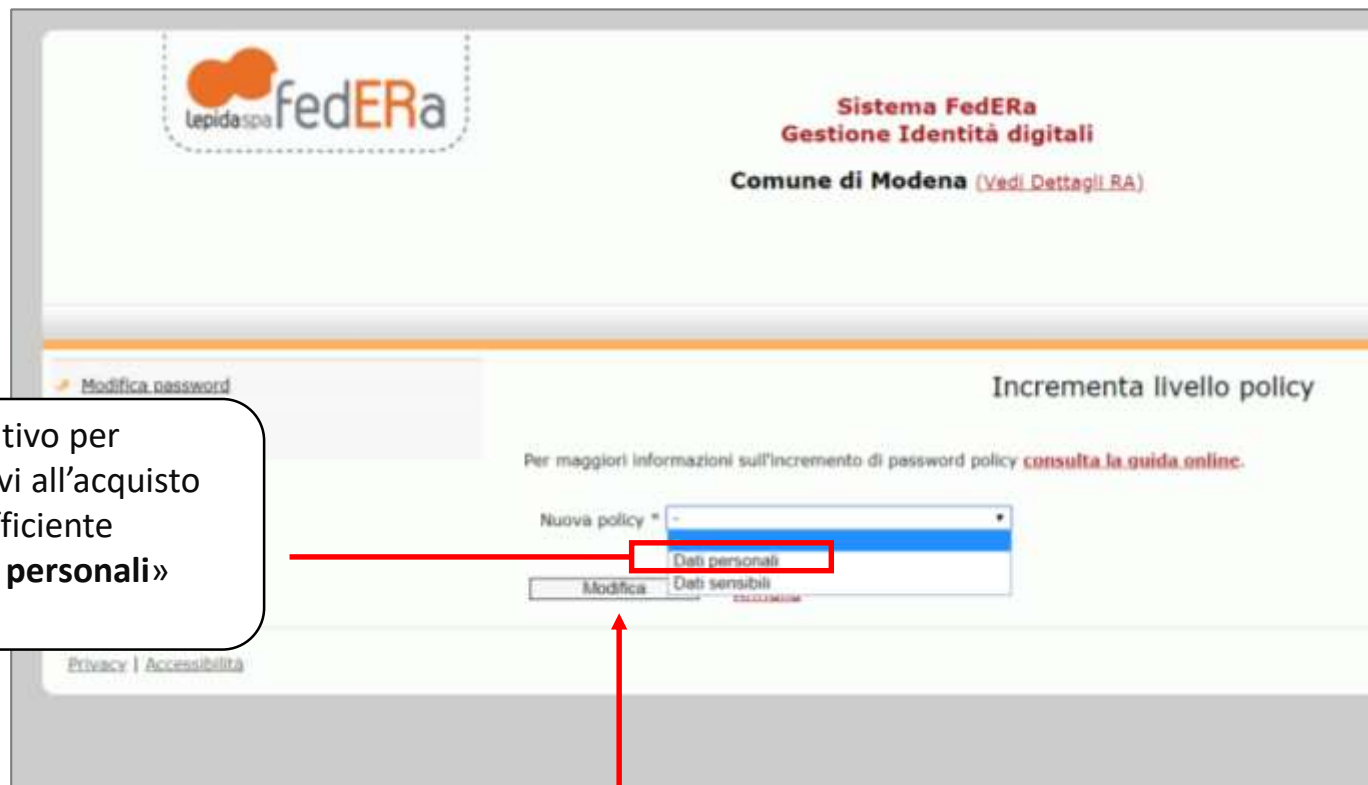 lepidaspa fedERa
Sistema FedERa
Gestione Identità digitali
Comune di Modena (Vedi Dettagli RA)
Modifica password
Incrementa livello policy
tivo per
vi all’acquisto
fficiente
personali»
Per maggiori informazioni sull'incremento di password policy consulta la guida online.
Nuova policy * -
Dati personali
Dati sensibili
Modifica
Privacy | Accessibilità